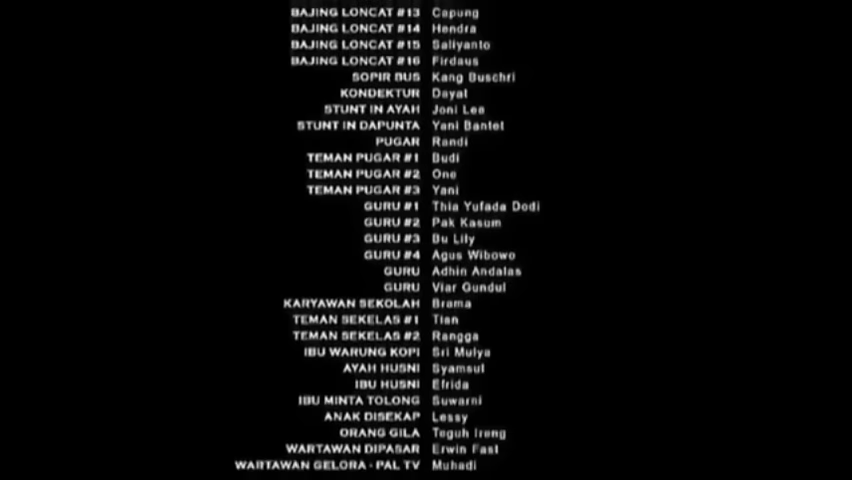 BAJING LONCAT #13 Capung
BAJING LONCAT #14 Hendra
BAJING LONCAT #15 Saliyanto
BAJING LONCAT #16 Firdaus
SOPIR BUS Kang Buschri
KONDEKTUR Dayat
STUNT IN AYAH Joni Lee
STUNT IN DAPUNTA Yani Bantet
PUGAR Randi
TEMAN PUGAR #1 Budi
TEMAN PUGAR #2 One
TEMAN PUGAR #3 Yani
GURU #1 Thia Yufada Dodi
GURU #2 Pak Kasum
GURU #3 Bu Lily
GURU #4 Agus Wibowo
GURU Adhin Andalas
GURU Viar Gundul
KARYAWAN SEKOLAH Brama
TEMAN SEKELAS #1 Tian
TEMAN SEKELAS #2 Rangga
IBU WARUNG KOPI Sri Mulya
AYAH HUSNI Syamsul
IBU HUSNI Efrida
IBU MINTA TOLONG Suwarni
ANAK DISEKAP Lessy
ORANG GILA Teguh Ireng
WARTAWAN DIPASAR Erwin Fast
WARTAWAN GELORA - PAL TV Muhadi